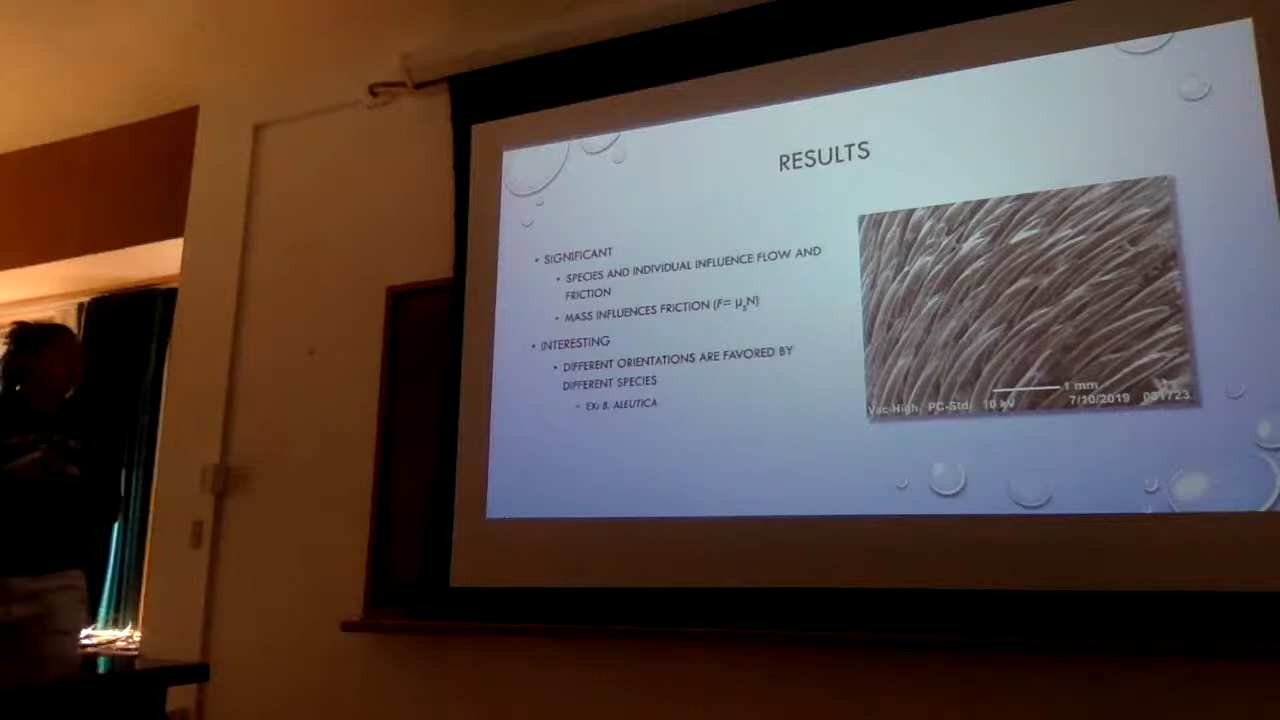 RESULTS
• SIGNIFICANT
• SPECIES AND INDIVIDUAL INFLUENCE FLOW AND
FRICTION
• MASS INFLUENCES FRICTION (F= μsN)
• INTERESTING
• DIFFERENT ORIENTATIONS ARE FAVORED BY
DIFFERENT SPECIES
• EX: B. ALEUTICA
1 mm
Vac-High PC-Std. 10 kV 7/10/2019 001723